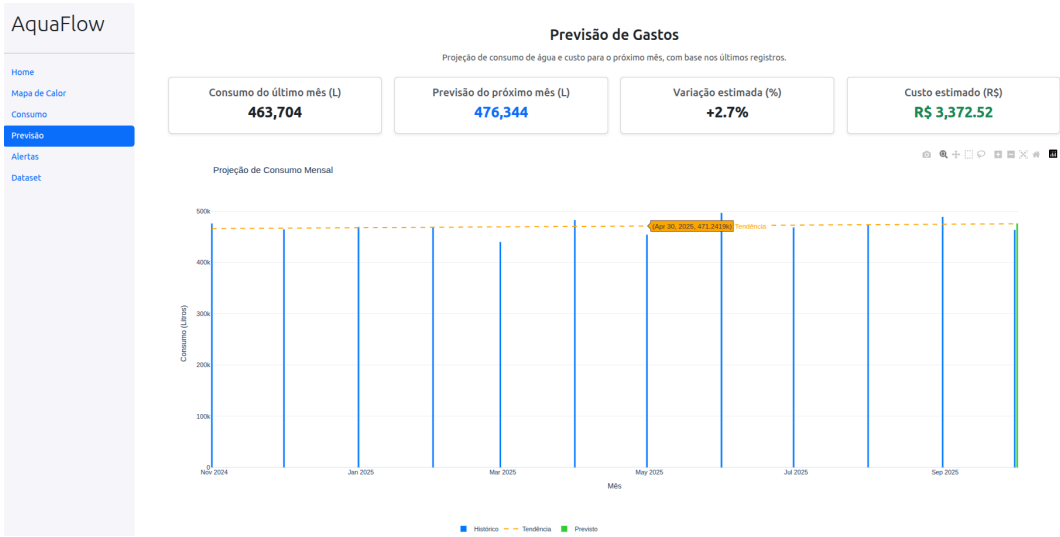 AquaFlow
Home
Mapa de Calor
Consumo
Previsão
Alertas
Dataset
Previsão de Gastos
Projeção de consumo de água e custo para o próximo mês, com base nos últimos registros.
Consumo do último mês (L)
463,704
Previsão do próximo mês (L)
476,344
Variação estimada (%)
+2.7%
Custo estimado (R$)
R$ 3,372.52
Projeção de Consumo Mensal
500k
400k
300k
200k
100k
0
Consumo (Litros)
(Apr 30, 2025, 471.2419k) Tendência
Nov 2024 Jan 2025 Mar 2025 May 2025 Jul 2025 Sep 2025
Mês
Histórico Tendência Previsto